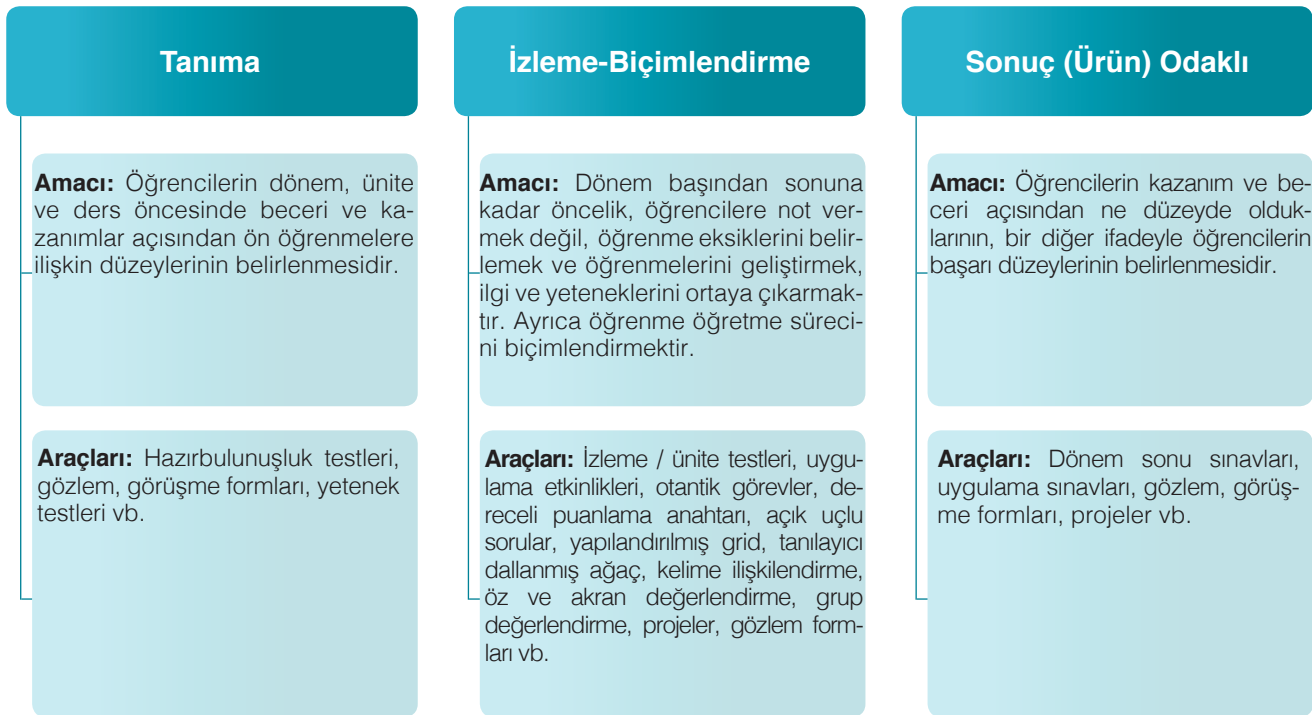 Tanıma
Amacı: Öğrencilerin dönem, ünite
ve ders öncesinde beceri ve ka-
zanımlar açısından ön öğrenmelere
ilişkin düzeylerinin belirlenmesidir.
Araçları: Hazırbulunuşluk testleri,
gözlem, görüşme formları, yetenek
testleri vb.
İzleme-Biçimlendirme
Amacı: Dönem başından sonuna
kadar öncelik, öğrencilere not ver-
mek değil, öğrenme eksiklerini belir-
lemek ve öğrenmelerini geliştirmek,
ilgi ve yeteneklerini ortaya çıkarmak-
tır. Ayrıca öğrenme öğretme süreci-
ni biçimlendirmektir.
Araçları: İzleme / ünite testleri, uygu-
lama etkinlikleri, otantik görevler, de-
receli puanlama anahtarı, açık uçlu
sorular, yapılandırılmış grid, tanılayıcı
dallanmış ağaç, kelime ilişkilendirme,
öz ve akran değerlendirme, grup
değerlendirme, projeler, gözlem form-
ları vb.
Sonuç (Ürün) Odaklı
Amacı: Öğrencilerin kazanım ve be-
ceri açısından ne düzeyde olduk-
larının, bir diğer ifadeyle öğrencilerin
başarı düzeylerinin belirlenmesidir.
Araçları: Dönem sonu sınavları,
uygulama sınavları, gözlem, görüş-
me formları, projeler vb.